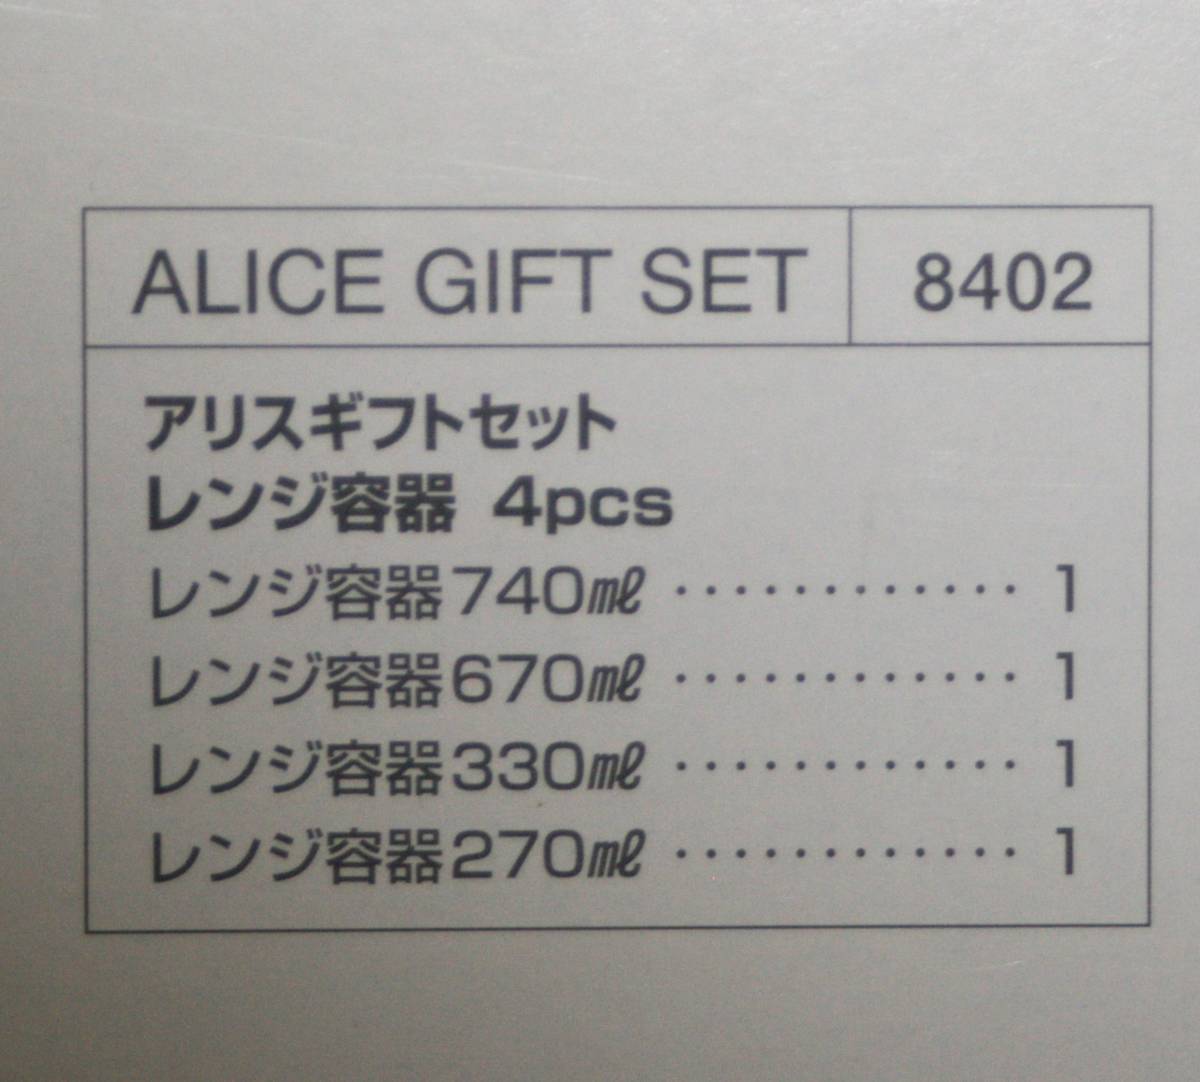 ALICE GIFT SET 8402
アリスギフトセット
レンジ容器 4pcs
レンジ容器740㎖ ············ 1
レンジ容器670㎖ ············ 1
レンジ容器330㎖ ············ 1
レンジ容器270㎖ ············ 1